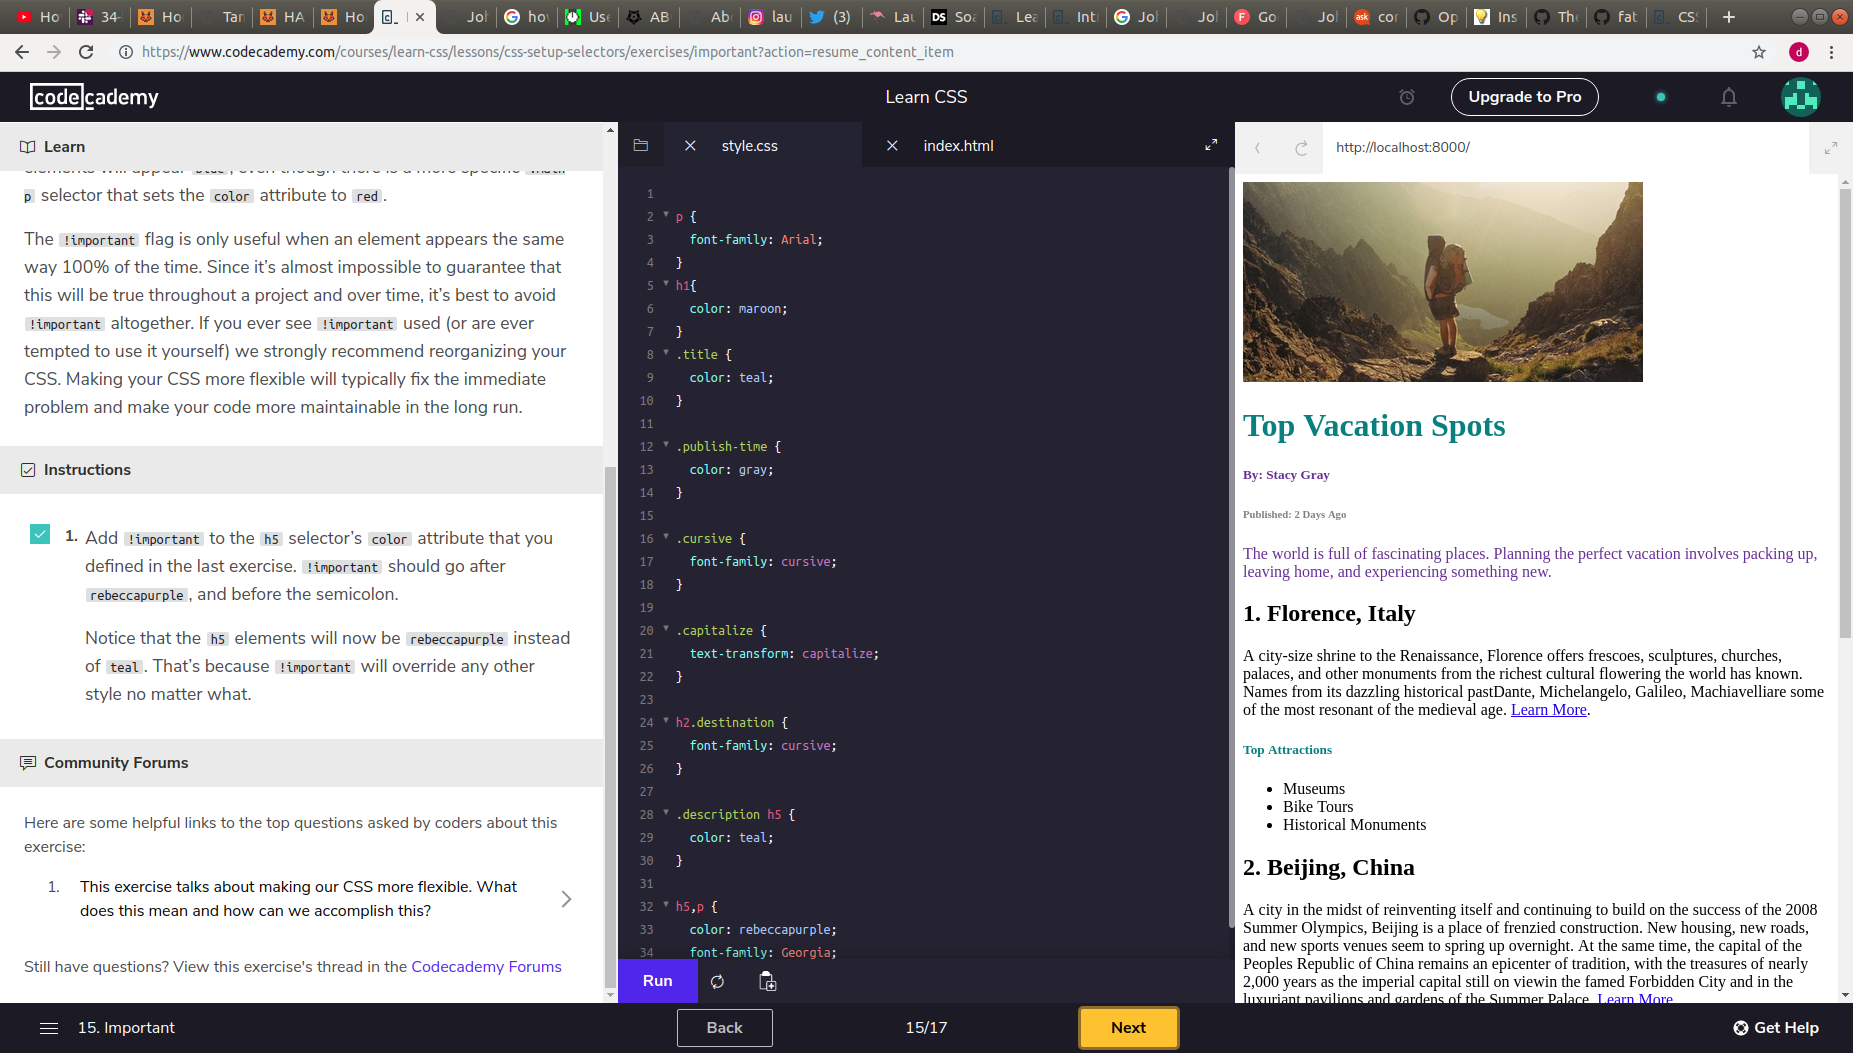 Ho
34-
Ho
Tan
HA
Ho
Joh
how
Use
AB
Abo
lau
(3)
Lau
Soa
Lea
Intr
Joh
Joh
Go
Joh
con
Op
Ins
The
fat
CSS
https://www.codecademy.com/courses/learn-css/lessons/css-setup-selectors/exercises/important?action=resume_content_item
d
codecademy
Learn CSS
Upgrade to Pro
Learn
p selector that sets the color attribute to red.
The !important flag is only useful when an element appears the same
way 100% of the time. Since it’s almost impossible to guarantee that
this will be true throughout a project and over time, it’s best to avoid
!important altogether. If you ever see !important used (or are ever
tempted to use it yourself) we strongly recommend reorganizing your
CSS. Making your CSS more flexible will typically fix the immediate
problem and make your code more maintainable in the long run.
Instructions
1. Add !important to the h5 selector’s color attribute that you
defined in the last exercise. !important should go after
rebeccapurple, and before the semicolon.
Notice that the h5 elements will now be rebeccapurple instead
of teal. That’s because !important will override any other
style no matter what.
Community Forums
Here are some helpful links to the top questions asked by coders about this
exercise:
1. This exercise talks about making our CSS more flexible. What
does this mean and how can we accomplish this?
Still have questions? View this exercise's thread in the Codecademy Forums
style.css
index.html
1
2 p {
3 font-family: Arial;
4 }
5 h1{
6 color: maroon;
7 }
8 .title {
9 color: teal;
10 }
11
12 .publish-time {
13 color: gray;
14 }
15
16 .cursive {
17 font-family: cursive;
18 }
19
20 .capitalize {
21 text-transform: capitalize;
22 }
23
24 h2.destination {
25 font-family: cursive;
26 }
27
28 .description h5 {
29 color: teal;
30 }
31
32 h5,p {
33 color: rebeccapurple;
34 font-family: Georgia;
Run
http://localhost:8000/
Top Vacation Spots
By: Stacy Gray
Published: 2 Days Ago
The world is full of fascinating places. Planning the perfect vacation involves packing up,
leaving home, and experiencing something new.
1. Florence, Italy
A city-size shrine to the Renaissance, Florence offers frescoes, sculptures, churches,
palaces, and other monuments from the richest cultural flowering the world has known.
Names from its dazzling historical pastDante, Michelangelo, Galileo, Machiavelliare some
of the most resonant of the medieval age. Learn More.
Top Attractions
Museums
Bike Tours
Historical Monuments
2. Beijing, China
A city in the midst of reinventing itself and continuing to build on the success of the 2008
Summer Olympics, Beijing is a place of frenzied construction. New housing, new roads,
and new sports venues seem to spring up overnight. At the same time, the capital of the
Peoples Republic of China remains an epicenter of tradition, with the treasures of nearly
2,000 years as the imperial capital still on viewin the famed Forbidden City and in the
luxuriant pavilions and gardens of the Summer Palace. Learn More
15. Important
Back
15/17
Next
Get Help